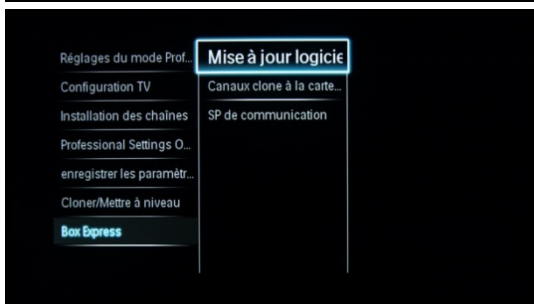 Réglages du mode Prof...
Configuration TV
Installation des chaînes
Professional Settings O...
enregistrer les paramètr...
Cloner/Mettre à niveau
Box Express
Mise à jour logicie
Canaux clone à la carte...
SP de communication